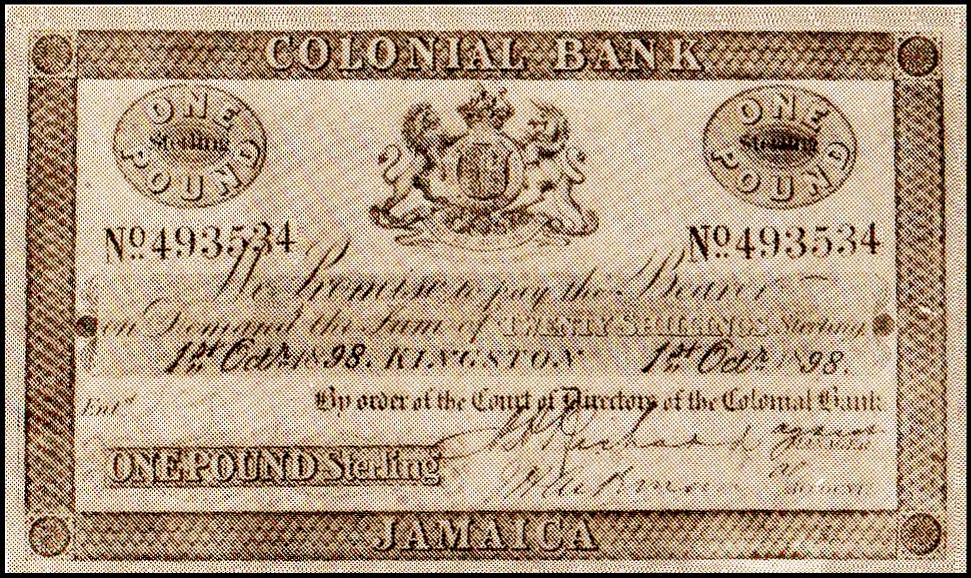 COLONIAL BANK
ONE POUND Sterling
ONE POUND Sterling
No. 493534
No. 493534
We Promise to pay the Bearer
on Demand the Sum of TWENTY SHILLINGS Sterling.
1st Octr. 1898. KINGSTON 1st Octr. 1898.
Entd
By order of the Court of Directors of the Colonial Bank
ONE POUND Sterling
JAMAICA